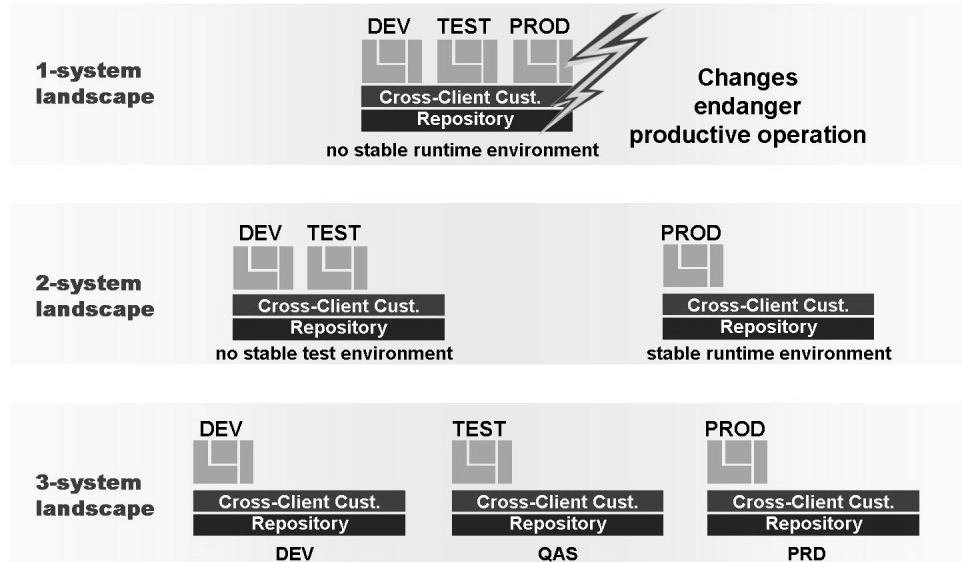 1-system
landscape
DEV TEST PROD
Cross-Client Cust.
Repository
no stable runtime environment
Changes
endanger
productive operation
2-system
landscape
DEV TEST
Cross-Client Cust.
Repository
no stable test environment
PROD
Cross-Client Cust.
Repository
stable runtime environment
3-system
landscape
DEV
Cross-Client Cust.
Repository
DEV
TEST
Cross-Client Cust.
Repository
QAS
PROD
Cross-Client Cust.
Repository
PRD